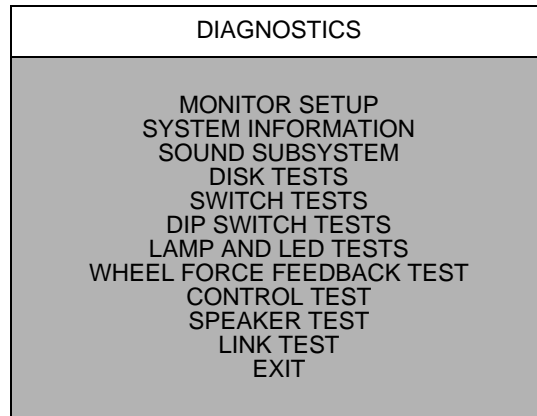 DIAGNOSTICS
MONITOR SETUP
SYSTEM INFORMATION
SOUND SUBSYSTEM
DISK TESTS
SWITCH TESTS
DIP SWITCH TESTS
LAMP AND LED TESTS
WHEEL FORCE FEEDBACK TEST
CONTROL TEST
SPEAKER TEST
LINK TEST
EXIT